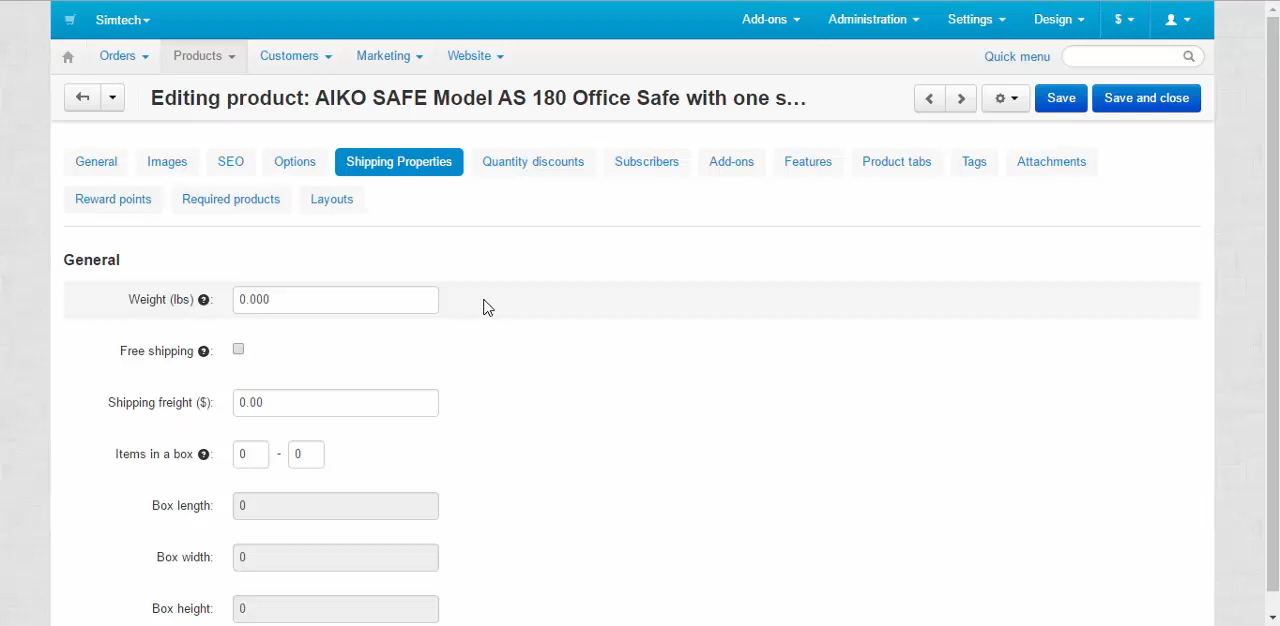 Simtech Add-ons Administration Settings Design $
Orders Products Customers Marketing Website Quick menu
Editing product: AIKO SAFE Model AS 180 Office Safe with one s... Save Save and close
General Images SEO Options Shipping Properties Quantity discounts Subscribers Add-ons Features Product tabs Tags Attachments
Reward points Required products Layouts
General
Weight (lbs) ?: 0.000
Free shipping ?:
Shipping freight ($): 0.00
Items in a box ?: 0 - 0
Box length: 0
Box width: 0
Box height: 0